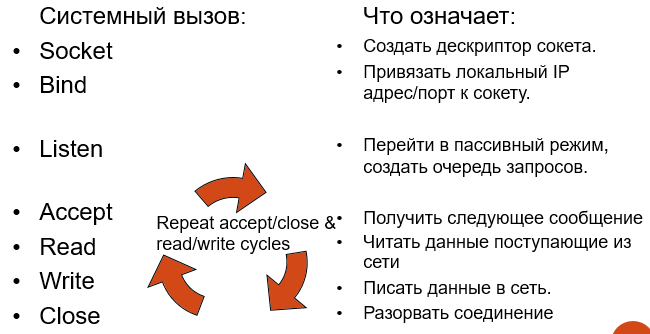 Системный вызов:
• Socket
• Bind
• Listen
• Accept
• Read
• Write
• Close
Repeat accept/close &
read/write cycles
Что означает:
• Создать дескриптор сокета.
• Привязать локальный IP
адрес/порт к сокету.
• Перейти в пассивный режим,
создать очередь запросов.
• Получить следующее сообщение
• Читать данные поступающие из
сети
• Писать данные в сеть.
• Разорвать соединение